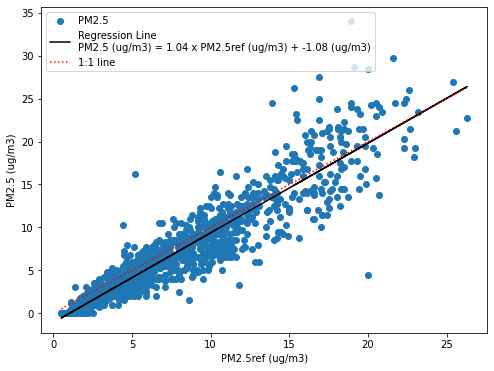 35
30
25
20
15
10
5
0
PM2.5 (ug/m3)
PM2.5
Regression Line
PM2.5 (ug/m3) = 1.04 x PM2.5ref (ug/m3) + -1.08 (ug/m3)
1:1 line
0 5 10 15 20 25
PM2.5ref (ug/m3)